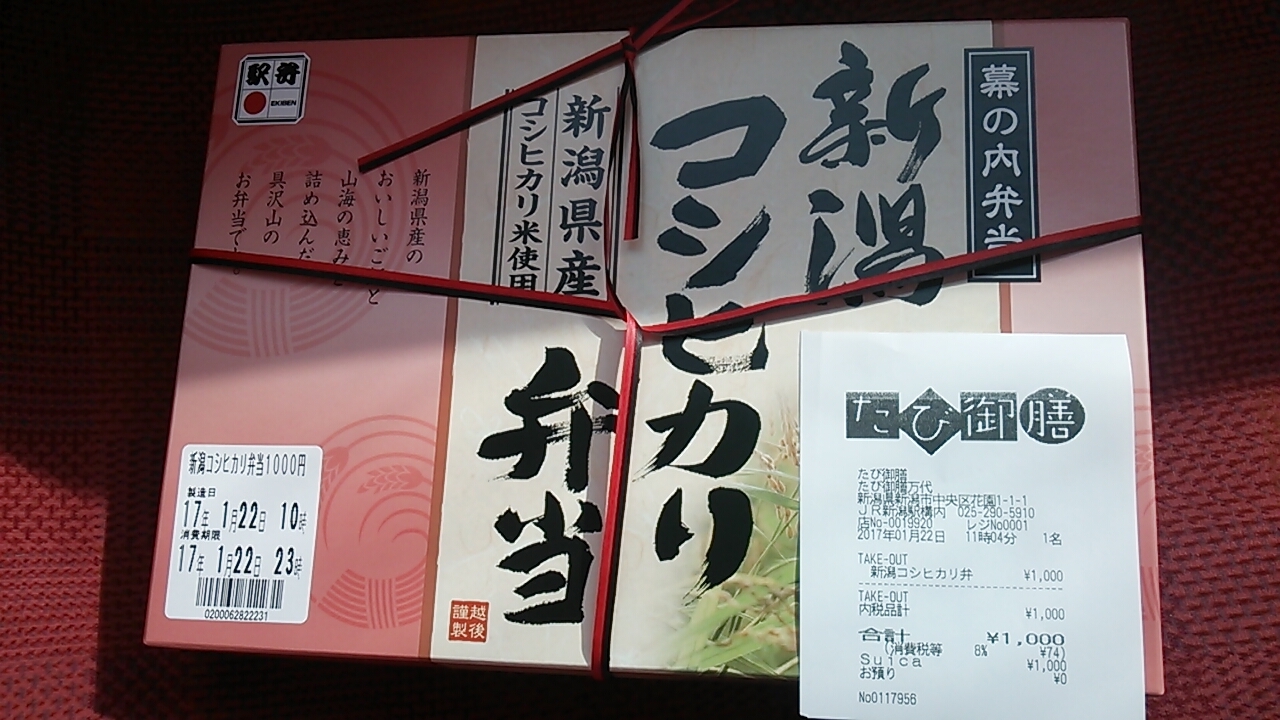 駅弁
EKIBEN
幕の内弁当
新潟
コシヒカリ
弁当
新潟県産
コシヒカリ米使用
新潟県産の
おいしいごはんと
山海の恵みを
詰め込んだ
具沢山の
お弁当です。
越後
謹製
新潟コシヒカリ弁当1000円
製造日
17年 1月22日 10時
消費期限
17年 1月22日 23時
0200062822231
たび御膳
たび御膳
たび御膳万代
新潟県新潟市中央区花園1-1-1
JR新潟駅構内 025-290-5910
店No-0019920 レジNo0001
2017年01月22日 11時04分 1名
TAKE-OUT
新潟コシヒカリ弁 ¥1,000
TAKE-OUT
内税品計 ¥1,000
合計 ¥1,000
(消費税等 8% ¥74)
Suica ¥1,000
お預り ¥0
No0117956